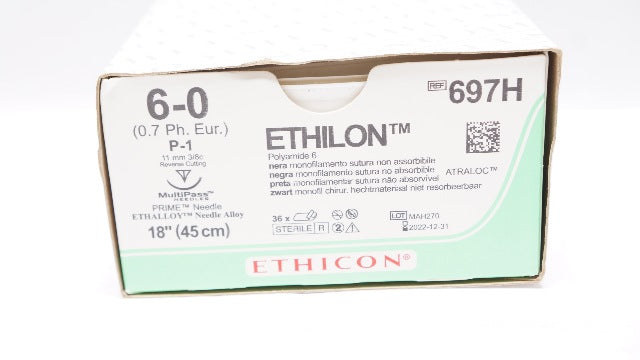 6-0
(0.7 Ph. Eur.)
P-1
11 mm 3/8c
Reverse Cutting
MultiPass™
NEEDLES
PRIME™ Needle
ETHALLOY™ Needle Alloy
18" (45 cm)
REF 697H
ETHILON™
Polyamide 6
nera monofilamento sutura non assorbibile
negra monofilamento sutura no absorbible
preta monofilamentar sutura não absorvível
zwart monofil chirur. hechtmateriaal niet resorbeerbaar
ATRALOC™
36 x
STERILE R
2
LOT MAH270
2022-12-31
ETHICON®